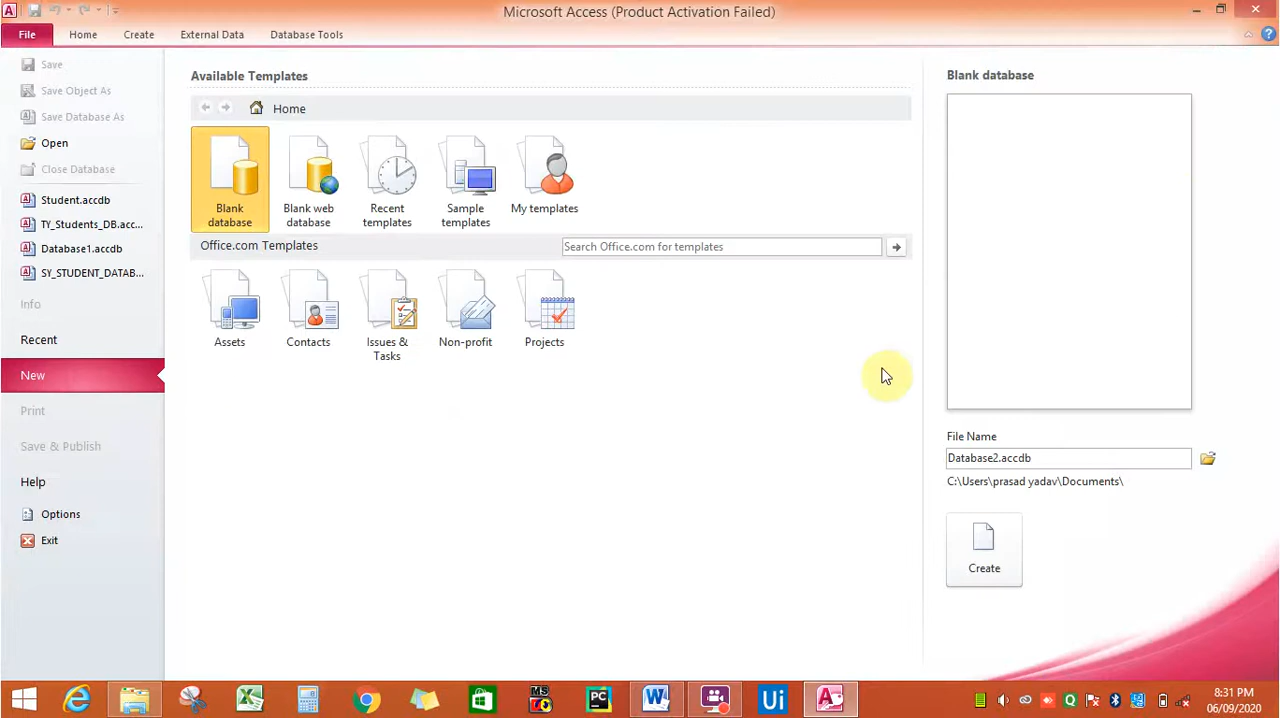 Microsoft Access (Product Activation Failed)
File Home Create External Data Database Tools
Save
Save Object As
Save Database As
Open
Close Database
Student.accdb
TY_Students_DB.acc...
Database1.accdb
SY_STUDENT_DATAB...
Info
Recent
New
Print
Save & Publish
Help
Options
Exit
Available Templates
Home
Blank database
Blank web database
Recent templates
Sample templates
My templates
Office.com Templates
Search Office.com for templates
Assets
Contacts
Issues & Tasks
Non-profit
Projects
Blank database
File Name
Database2.accdb
C:\Users\prasad yadav\Documents\
Create
MS
PC
Ui
8:31 PM
06/09/2020